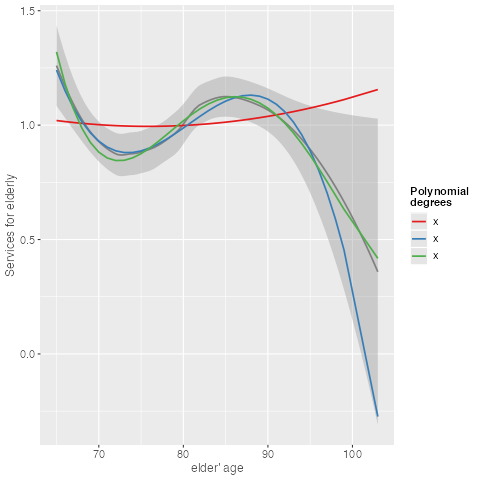 1.5
1.0
0.5
0.0
Services for elderly
70
80
90
100
elder' age
Polynomial
degrees
x
x
x